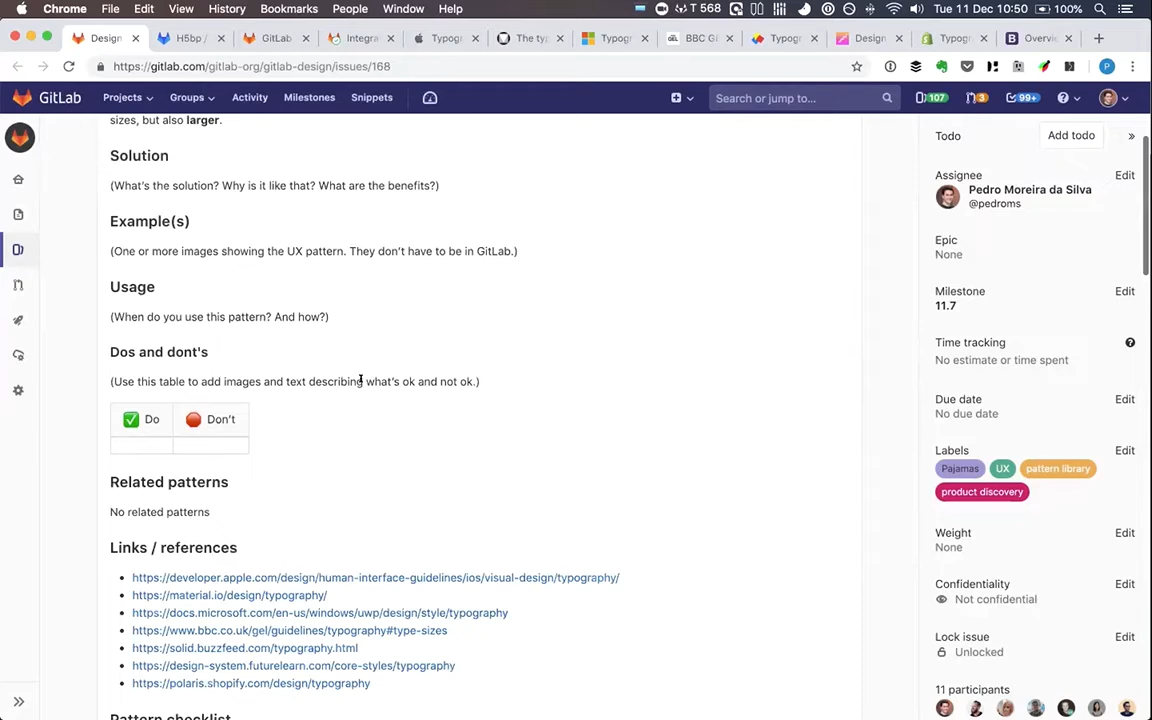 Chrome File Edit View History Bookmarks People Window Help T 568 Tue 11 Dec 10:50 100%
Design H5bp / GitLab Integra Typogr The ty Typogr BBC GI Typogr Design Typogr Overvi
https://gitlab.com/gitlab-org/gitlab-design/issues/168
GitLab Projects Groups Activity Milestones Snippets Search or jump to... 107 3 99+
sizes, but also larger.
Solution
(What's the solution? Why is it like that? What are the benefits?)
Example(s)
(One or more images showing the UX pattern. They don't have to be in GitLab.)
Usage
(When do you use this pattern? And how?)
Dos and dont's
(Use this table to add images and text describing what's ok and not ok.)
Do Don't
Related patterns
No related patterns
Links / references
https://developer.apple.com/design/human-interface-guidelines/ios/visual-design/typography/
https://material.io/design/typography/
https://docs.microsoft.com/en-us/windows/uwp/design/style/typography
https://www.bbc.co.uk/gel/guidelines/typography#type-sizes
https://solid.buzzfeed.com/typography.html
https://design-system.futurelearn.com/core-styles/typography
https://polaris.shopify.com/design/typography
Pattern checklist
Todo Add todo »
Assignee Edit
Pedro Moreira da Silva
@pedroms
Epic
None
Milestone Edit
11.7
Time tracking
No estimate or time spent
Due date Edit
No due date
Labels Edit
Pajamas UX pattern library
product discovery
Weight Edit
None
Confidentiality Edit
Not confidential
Lock issue Edit
Unlocked
11 participants